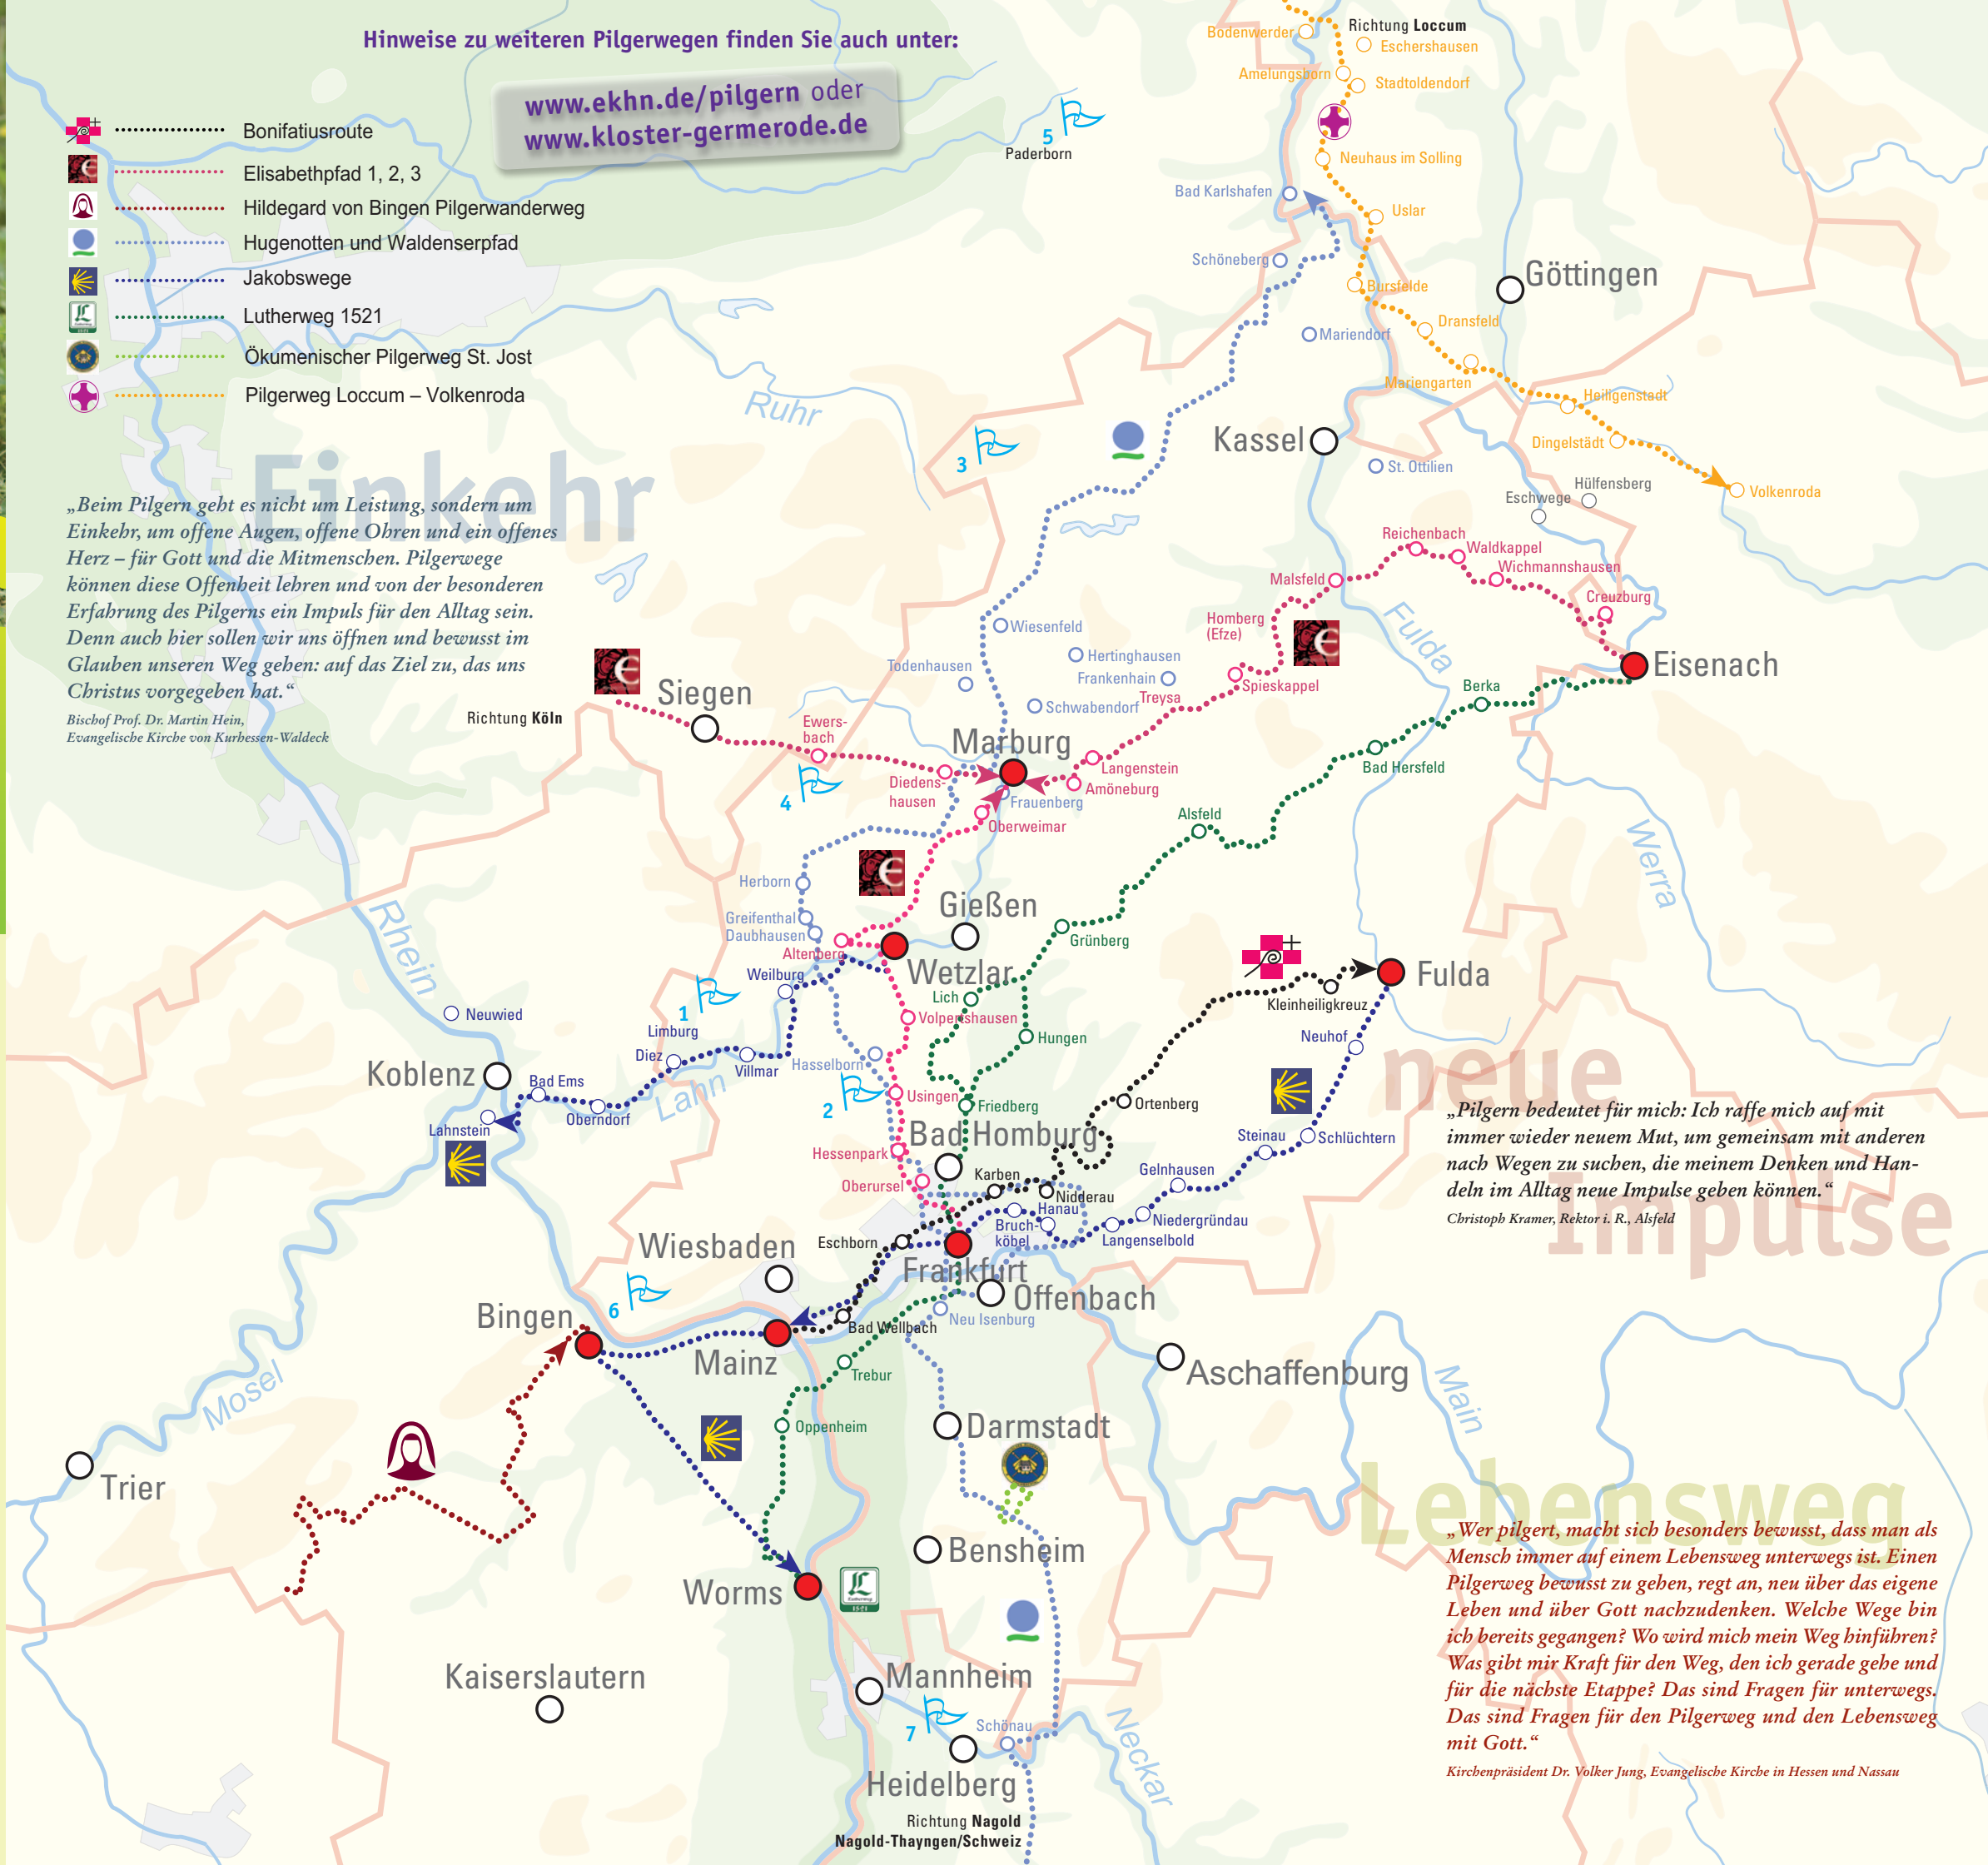 Hinweise zu weiteren Pilgerwegen finden Sie auch unter:
www.ekhn.de/pilgern oder
www.kloster-germerode.de
Bonifatiusroute
Elisabethpfad 1, 2, 3
Hildegard von Bingen Pilgerwanderweg
Hugenotten und Waldenserpfad
Jakobswege
Lutherweg 1521
Ökumenischer Pilgerweg St. Jost
Pilgerweg Loccum – Volkenroda
Einkehr
„Beim Pilgern geht es nicht um Leistung, sondern um
Einkehr, um offene Augen, offene Ohren und ein offenes
Herz – für Gott und die Mitmenschen. Pilgerwege
können diese Offenheit lehren und von der besonderen
Erfahrung des Pilgerns ein Impuls für den Alltag sein.
Denn auch hier sollen wir uns öffnen und bewusst im
Glauben unseren Weg gehen: auf das Ziel zu, das uns
Christus vorgegeben hat.“
Bischof Prof. Dr. Martin Hein,
Evangelische Kirche von Kurhessen-Waldeck
Richtung Loccum
Bodenwerder
Eschershausen
Amelungsborn
Stadtoldendorf
5
Paderborn
Neuhaus im Solling
Bad Karlshafen
Uslar
Schöneberg
Göttingen
Bursfelde
Dransfeld
Mariendorf
Mariengarten
Heiligenstadt
Ruhr
Kassel
Dingelstädt
3
St. Ottilien
Hülfensberg
Eschwege
Volkenroda
Reichenbach
Waldkappel
Wichmannshausen
Malsfeld
Creuzburg
Homberg
(Efze)
Fulda
Wiesenfeld
Hertinghausen
Todenhausen
Frankenhain
Eisenach
Spieskappel
Berka
Treysa
Schwabendorf
Siegen
Richtung Köln
Ewers-
bach
Marburg
Langenstein
Bad Hersfeld
Diedens-
hausen
Amöneburg
4
Frauenberg
Oberweimar
Alsfeld
Werra
Herborn
Gießen
Greifenthal
Daubhausen
Rhein
Altenberg
Grünberg
Wetzlar
Weilburg
Fulda
Lich
Kleinheiligkreuz
1
Neuwied
Volpertshausen
Limburg
Hungen
Neuhof
Diez
Villmar
Hasselborn
Koblenz
Bad Ems
neue
Lahn
Usingen
2
Friedberg
Ortenberg
Oberndorf
Lahnstein
Bad Homburg
Steinau
Schlüchtern
„Pilgern bedeutet für mich: Ich raffe mich auf mit
immer wieder neuem Mut, um gemeinsam mit anderen
nach Wegen zu suchen, die meinem Denken und Han-
deln im Alltag neue Impulse geben können.“
Christoph Kramer, Rektor i. R., Alsfeld
Impulse
Hessenpark
Gelnhausen
Karben
Oberursel
Nidderau
Hanau
Bruch-
köbel
Niedergründau
Langenselbold
Eschborn
Wiesbaden
Frankfurt
Offenbach
6
Bingen
Neu Isenburg
Bad Weilbach
Mainz
Trebur
Aschaffenburg
Main
Mosel
Oppenheim
Darmstadt
Trier
Lebensweg
„Wer pilgert, macht sich besonders bewusst, dass man als
Mensch immer auf einem Lebensweg unterwegs ist. Einen
Pilgerweg bewusst zu gehen, regt an, neu über das eigene
Leben und über Gott nachzudenken. Welche Wege bin
ich bereits gegangen? Wo wird mich mein Weg hinführen?
Was gibt mir Kraft für den Weg, den ich gerade gehe und
für die nächste Etappe? Das sind Fragen für unterwegs.
Das sind Fragen für den Pilgerweg und den Lebensweg
mit Gott.“
Kirchenpräsident Dr. Volker Jung, Evangelische Kirche in Hessen und Nassau
Bensheim
Worms
L
Lutherweg
1521
Kaiserslautern
Mannheim
7
Schönau
Neckar
Heidelberg
Richtung Nagold
Nagold-Thayngen/Schweiz